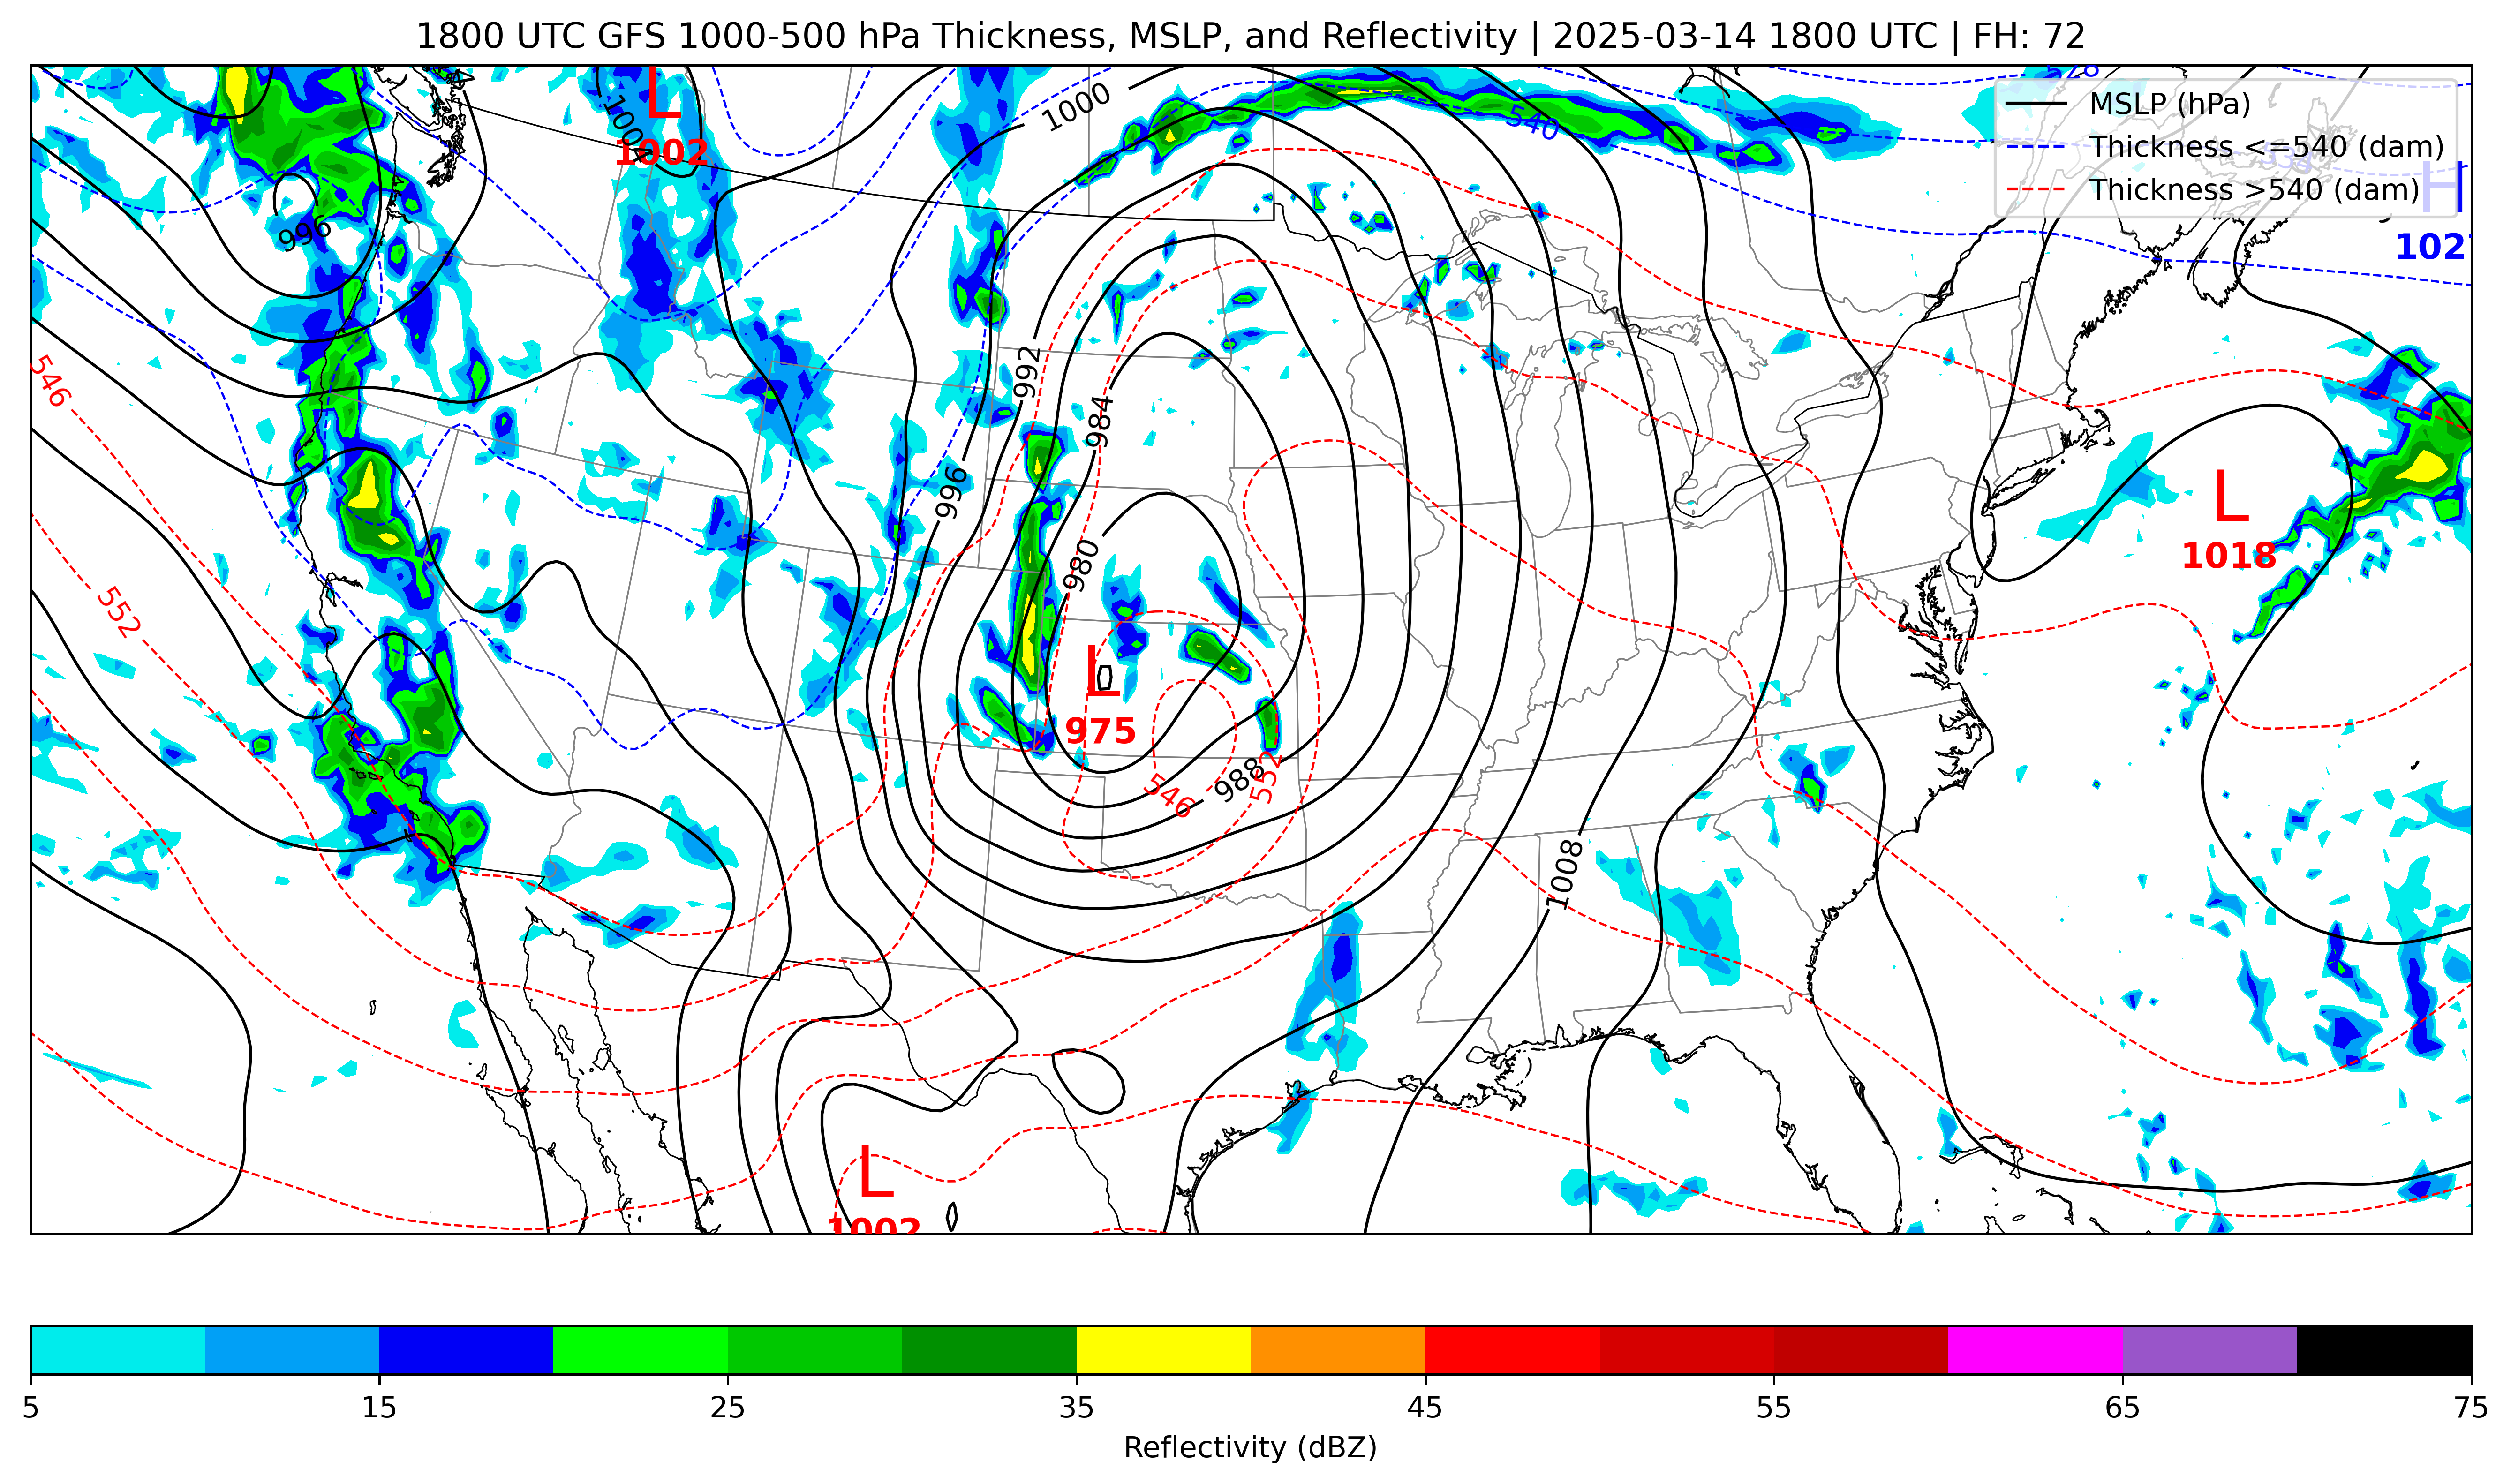 1800 UTC GFS 1000-500 hPa Thickness, MSLP, and Reflectivity | 2025-03-14 1800 UTC | FH: 72
MSLP (hPa)
Thickness <=540 (dam)
Thickness >540 (dam)
528
1000
1004
540
L
1002
H
102
996
546
992
984
996
980
552
L
1018
L
975
546
988
552
1008
L
1002
5
15
25
35
45
55
65
75
Reflectivity (dBZ)